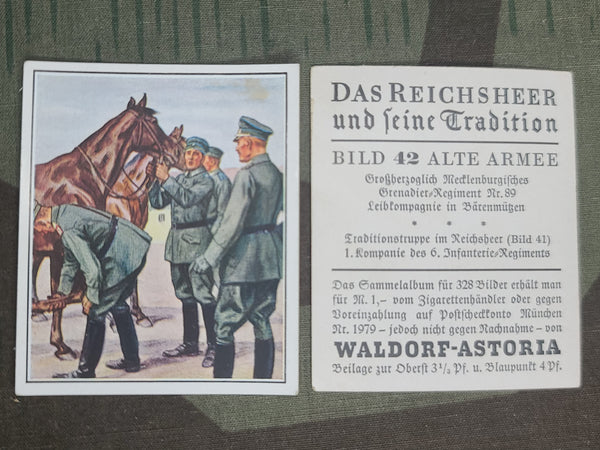 DAS REICHSHEER
und seine Tradition
BILD 42 ALTE ARMEE
Großherzoglich Mecklenburgisches
Grenadier-Regiment Nr. 89
Leibkompagnie in Bärenmützen
* * *
Traditionstruppe im Reichsheer (Bild 41)
1. Kompanie des 6. Infanterie-Regiments
Das Sammelalbum für 328 Bilder erhält man
für M. 1,– vom Zigarettenhändler oder gegen
Voreinzahlung auf Postscheckkonto München
Nr. 1979 – jedoch nicht gegen Nachnahme – von
WALDORF-ASTORIA
Beilage zur Oberst 3⅓ Pf. u. Blaupunkt 4 Pf.